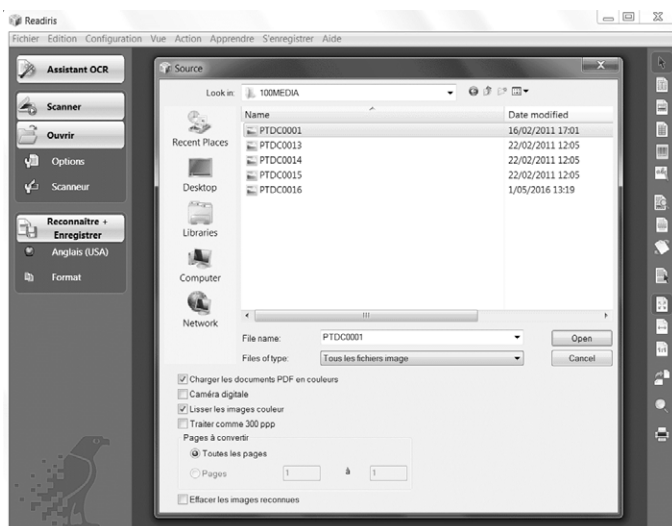 Readiris
Fichier Edition Configuration Vue Action Apprendre S'enregistrer Aide
Assistant OCR
Scanner
Ouvrir
Options
Scanneur
Reconnaître +
Enregistrer
Anglais (USA)
Format
Source
Look in: 100MEDIA
Name Date modified
PTDC0001 16/02/2011 17:01
PTDC0013 22/02/2011 12:05
PTDC0014 22/02/2011 12:05
PTDC0015 22/02/2011 12:05
PTDC0016 1/05/2016 13:19
Recent Places
Desktop
Libraries
Computer
Network
File name: PTDC0001 Open
Files of type: Tous les fichiers image Cancel
Charger les documents PDF en couleurs
Caméra digitale
Lisser les images couleur
Traiter comme 300 ppp
Pages à convertir
Toutes les pages
Pages 1 à 1
Effacer les images reconnues